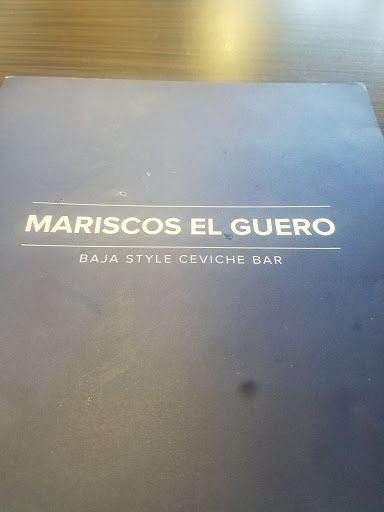 MARISCOS EL GUERO
BAJA STYLE CEVICHE BAR